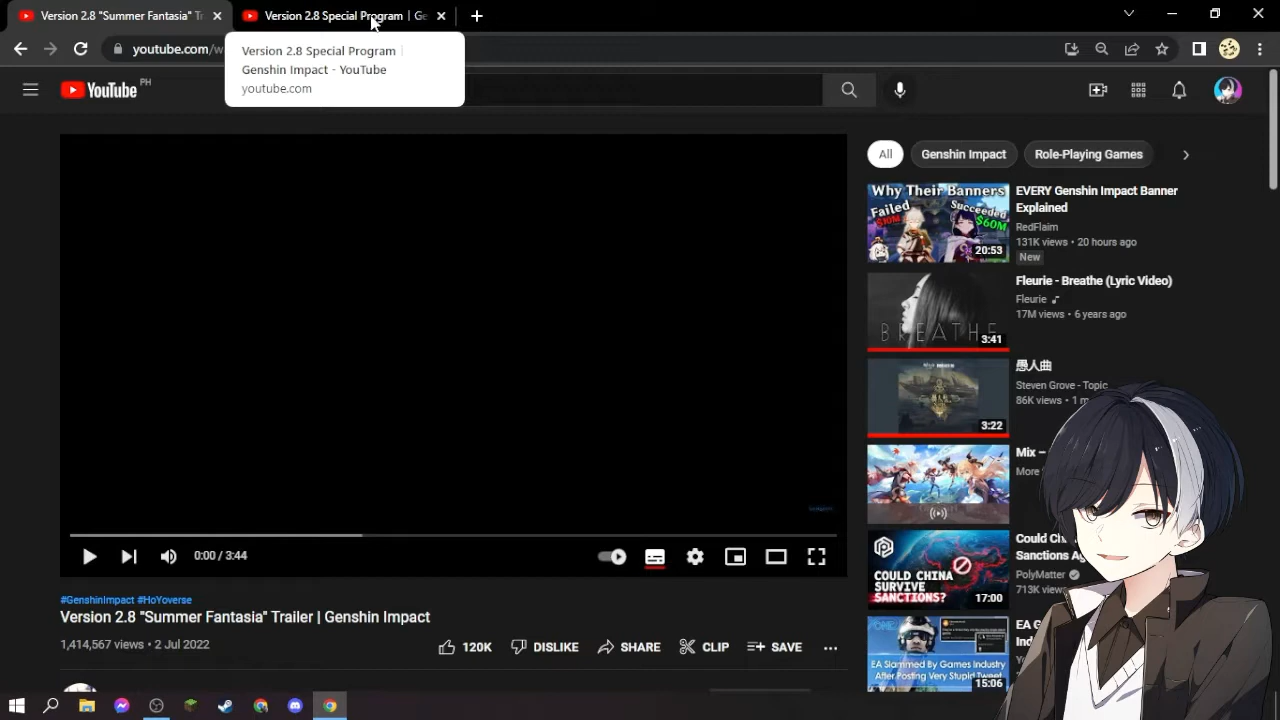 Version 2.8 "Summer Fantasia" Tr
Version 2.8 Special Program | Ge
youtube.com/w
Version 2.8 Special Program |
Genshin Impact - YouTube
youtube.com
YouTube PH
All
Genshin Impact
Role-Playing Games
Why Their Banners
Failed
Succeeded
$10M
$60M
20:53
EVERY Genshin Impact Banner
Explained
RedFlaim
131K views • 20 hours ago
New
BREATHE
3:41
Fleurie - Breathe (Lyric Video)
Fleurie
17M views • 6 years ago
3:22
愚人曲
Steven Grove - Topic
86K views • 1 m
Mix –
More
COULD CHINA
SURVIVE
SANCTIONS?
17:00
Could Ch
Sanctions Ag
PolyMatter
713K view
EA Slammed By Games Industry
After Posting Very Stupid Tweet
15:06
EA G
Ind
0:00 / 3:44
#GenshinImpact #HoYoverse
Version 2.8 "Summer Fantasia" Trailer | Genshin Impact
1,414,567 views • 2 Jul 2022
120K
DISLIKE
SHARE
CLIP
SAVE